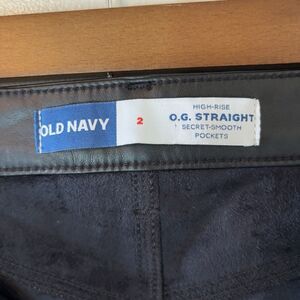 OLD NAVY
2
HIGH-RISE
O.G. STRAIGHT
SECRET-SMOOTH
POCKETS